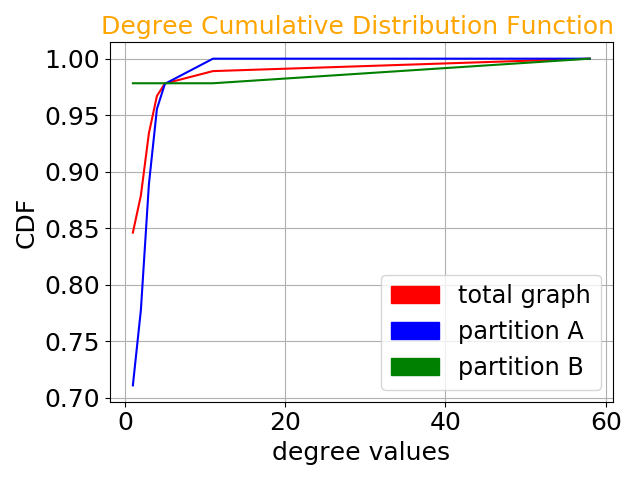 Degree Cumulative Distribution Function
1.00
0.95
0.90
0.85
0.80
0.75
0.70
CDF
total graph
partition A
partition B
0 20 40 60
degree values